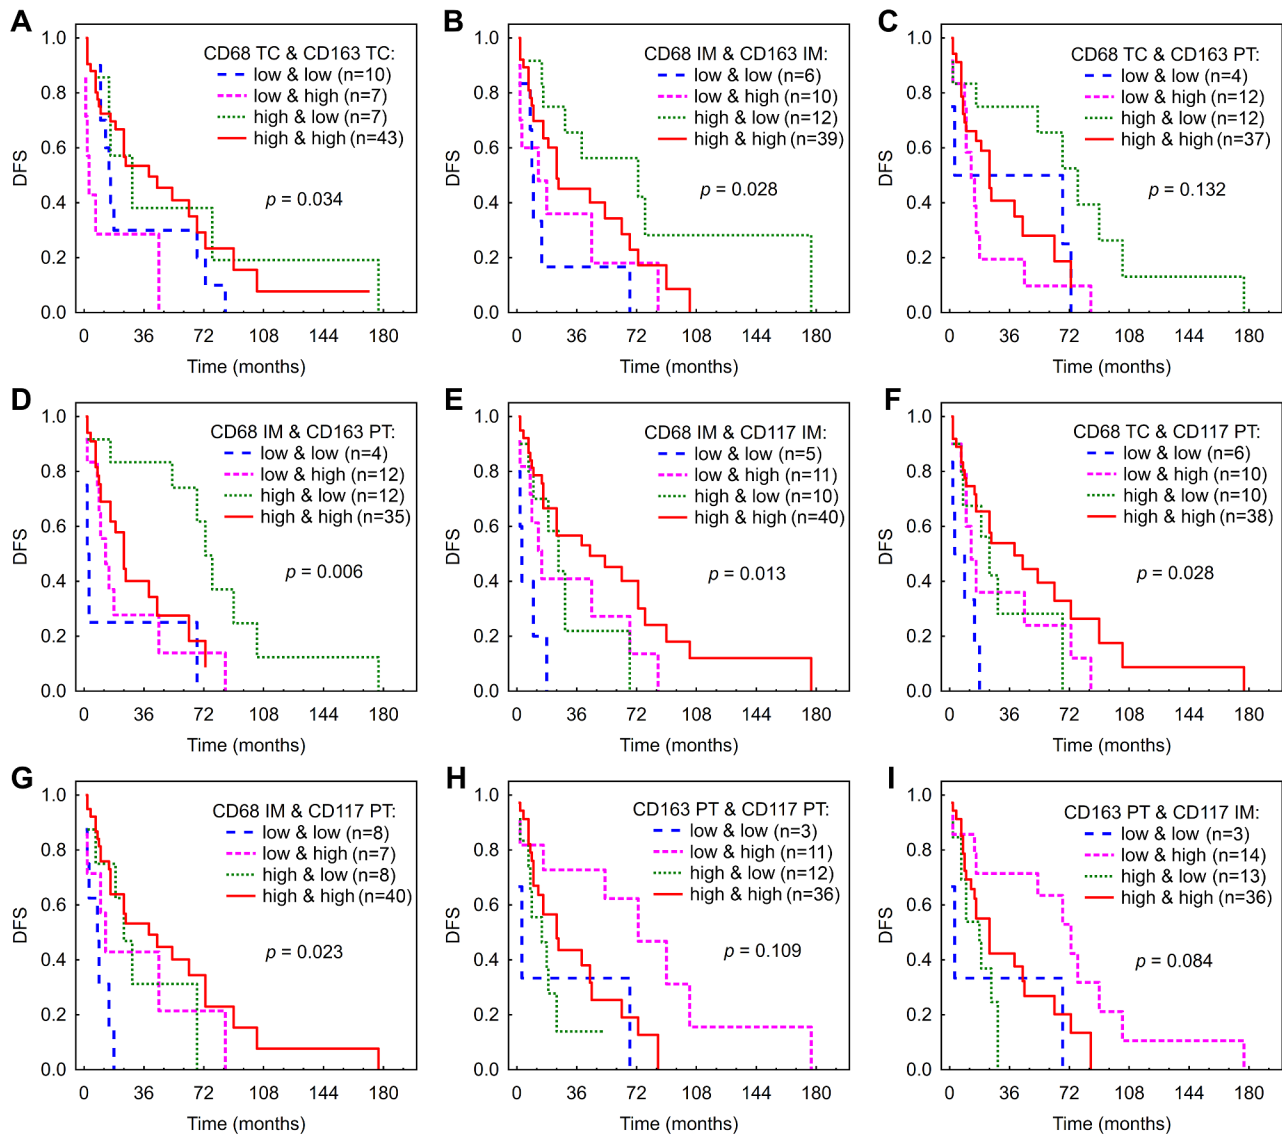 A
CD68 TC & CD163 TC:
low & low (n=10)
low & high (n=7)
high & low (n=7)
high & high (n=43)
p = 0.034
DFS
1.0
0.8
0.6
0.4
0.2
0.0
0 36 72 108 144 180
Time (months)
B
CD68 IM & CD163 IM:
low & low (n=6)
low & high (n=10)
high & low (n=12)
high & high (n=39)
p = 0.028
DFS
1.0
0.8
0.6
0.4
0.2
0.0
0 36 72 108 144 180
Time (months)
C
CD68 TC & CD163 PT:
low & low (n=4)
low & high (n=12)
high & low (n=12)
high & high (n=37)
p = 0.132
DFS
1.0
0.8
0.6
0.4
0.2
0.0
0 36 72 108 144 180
Time (months)
D
CD68 IM & CD163 PT:
low & low (n=4)
low & high (n=12)
high & low (n=12)
high & high (n=35)
p = 0.006
DFS
1.0
0.8
0.6
0.4
0.2
0.0
0 36 72 108 144 180
Time (months)
E
CD68 IM & CD117 IM:
low & low (n=5)
low & high (n=11)
high & low (n=10)
high & high (n=40)
p = 0.013
DFS
1.0
0.8
0.6
0.4
0.2
0.0
0 36 72 108 144 180
Time (months)
F
CD68 TC & CD117 PT:
low & low (n=6)
low & high (n=10)
high & low (n=10)
high & high (n=38)
p = 0.028
DFS
1.0
0.8
0.6
0.4
0.2
0.0
0 36 72 108 144 180
Time (months)
G
CD68 IM & CD117 PT:
low & low (n=8)
low & high (n=7)
high & low (n=8)
high & high (n=40)
p = 0.023
DFS
1.0
0.8
0.6
0.4
0.2
0.0
0 36 72 108 144 180
Time (months)
H
CD163 PT & CD117 PT:
low & low (n=3)
low & high (n=11)
high & low (n=12)
high & high (n=36)
p = 0.109
DFS
1.0
0.8
0.6
0.4
0.2
0.0
0 36 72 108 144 180
Time (months)
I
CD163 PT & CD117 IM:
low & low (n=3)
low & high (n=14)
high & low (n=13)
high & high (n=36)
p = 0.084
DFS
1.0
0.8
0.6
0.4
0.2
0.0
0 36 72 108 144 180
Time (months)